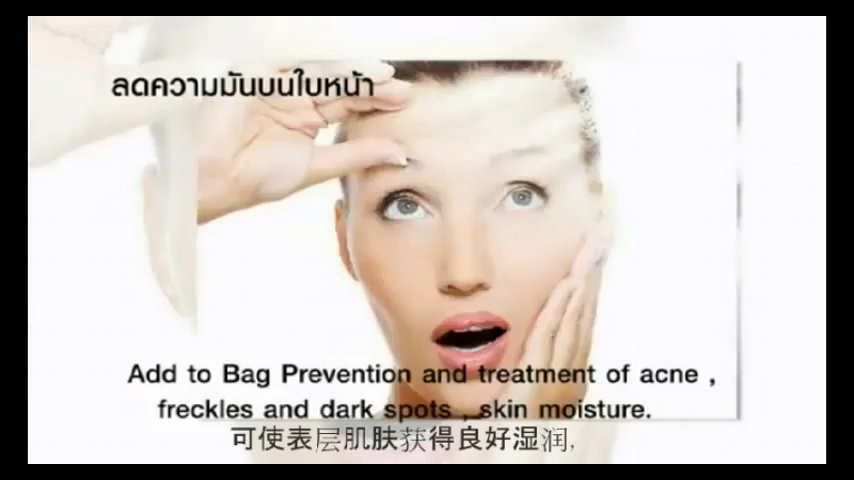 ลดความมันบนใบหน้า
Add to Bag Prevention and treatment of acne ,
freckles and dark spots , skin moisture.
可使表层肌肤获得良好湿润,